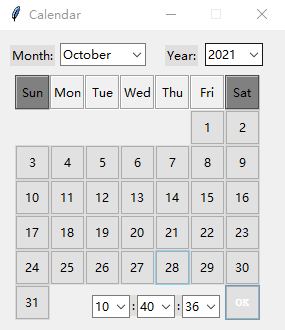 Calendar
Month: October Year: 2021
Sun Mon Tue Wed Thu Fri Sat
1 2
3 4 5 6 7 8 9
10 11 12 13 14 15 16
17 18 19 20 21 22 23
24 25 26 27 28 29 30
31 10 : 40 : 36 OK